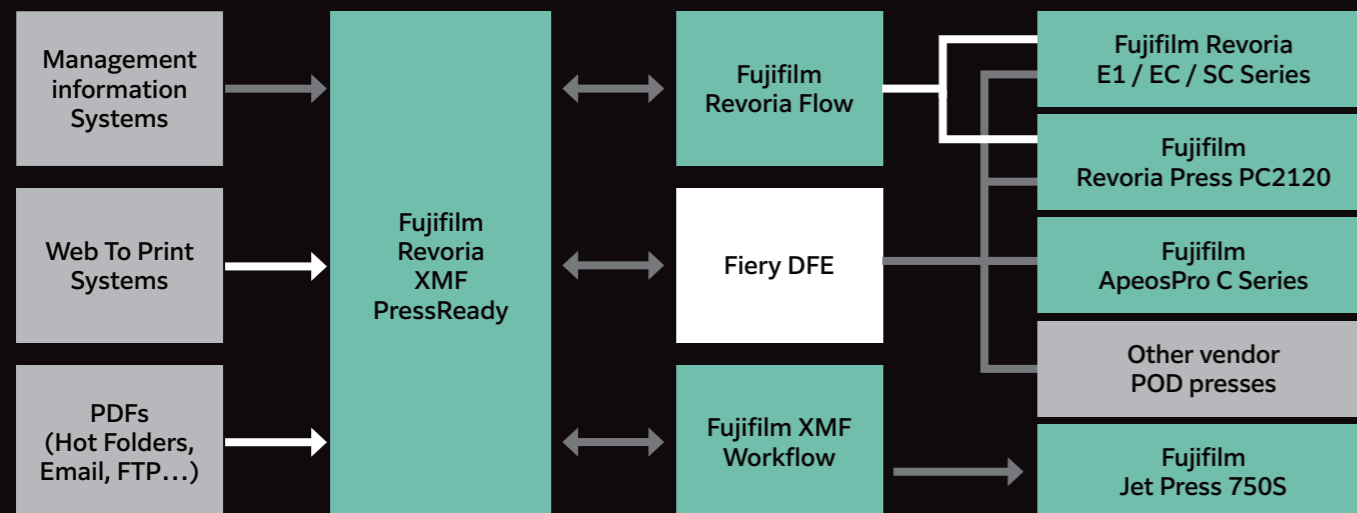 Management
information
Systems
Web To Print
Systems
PDFs
(Hot Folders,
Email, FTP...)
Fujifilm
Revoria
XMF
PressReady
Fujifilm
Revoria Flow
Fiery DFE
Fujifilm XMF
Workflow
Fujifilm Revoria
E1 / EC / SC Series
Fujifilm
Revoria Press PC2120
Fujifilm
ApeosPro C Series
Other vendor
POD presses
Fujifilm
Jet Press 750S